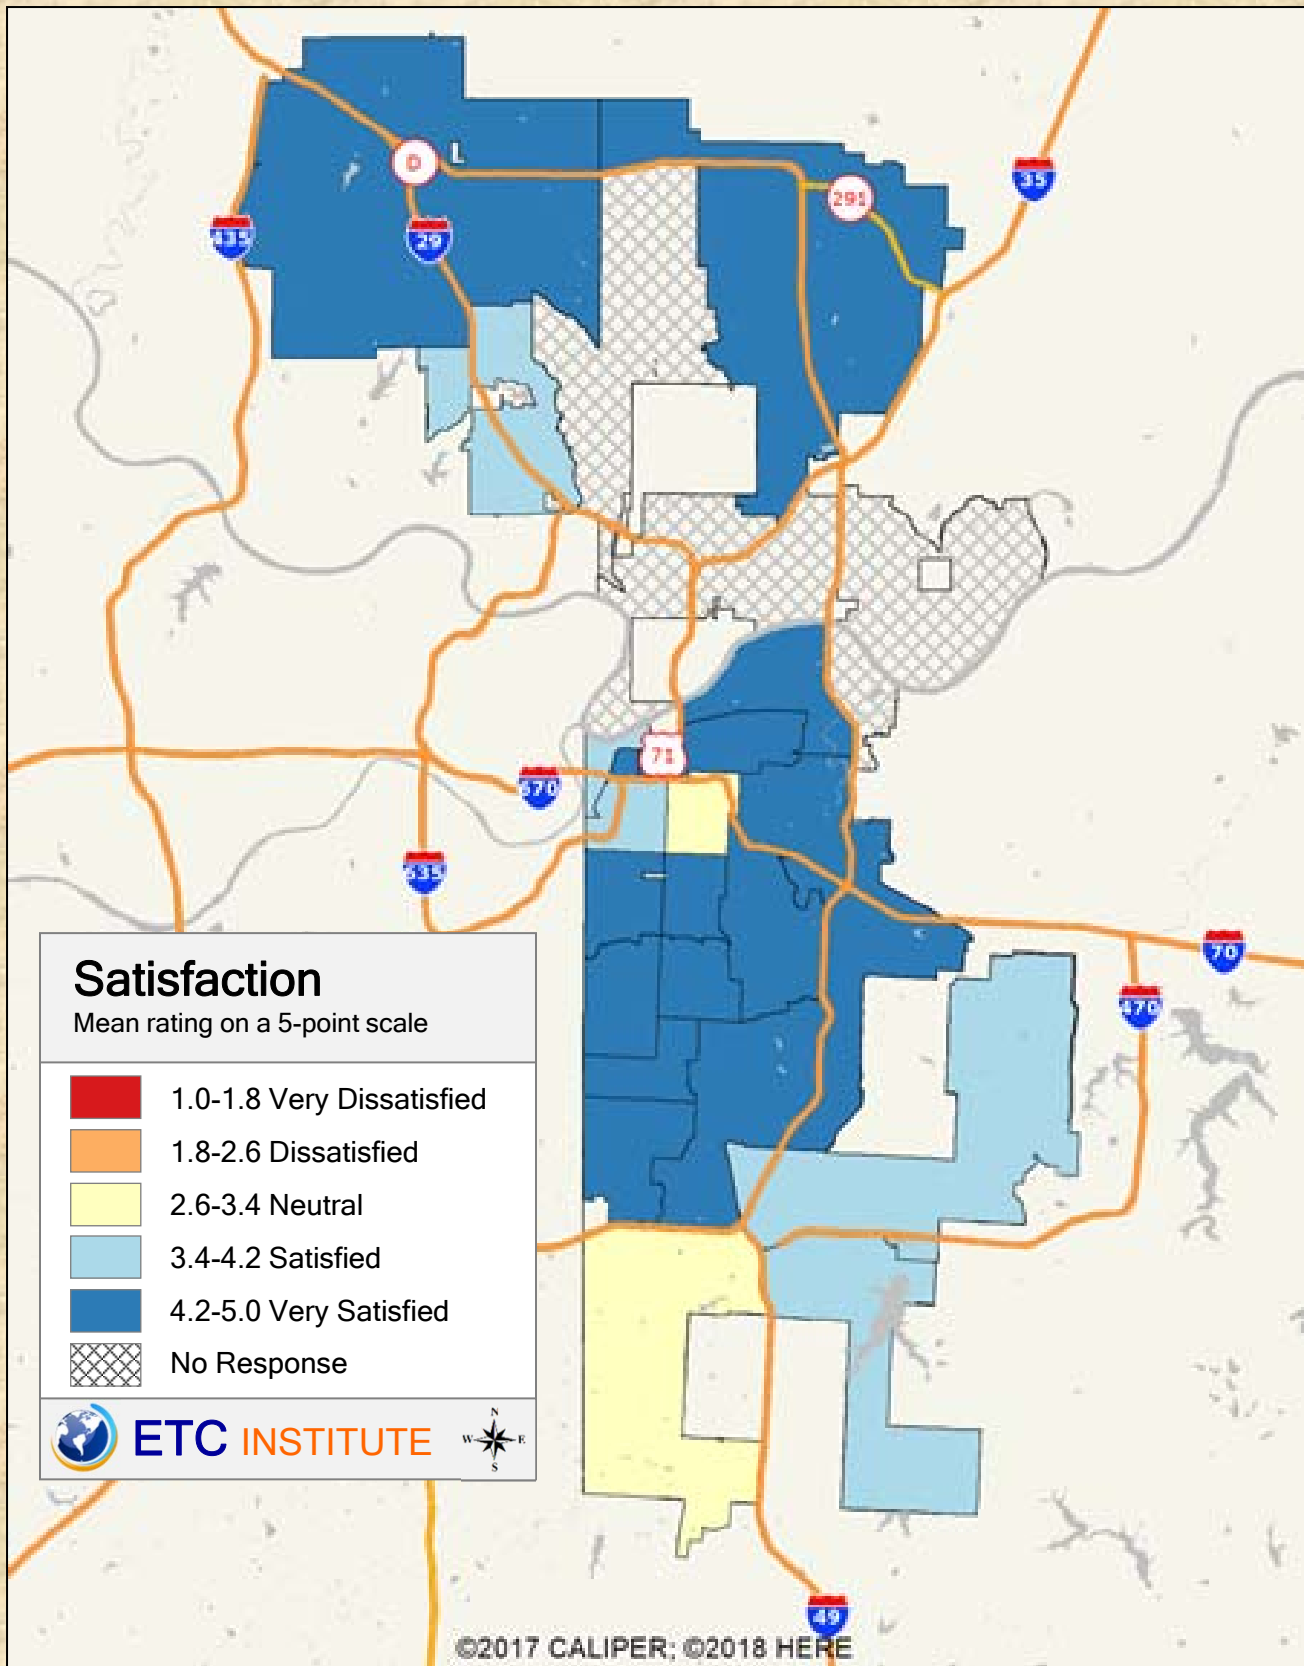 D
L
291
35
435
29
71
670
635
70
470
Satisfaction
Mean rating on a 5-point scale
1.0-1.8 Very Dissatisfied
1.8-2.6 Dissatisfied
2.6-3.4 Neutral
3.4-4.2 Satisfied
4.2-5.0 Very Satisfied
No Response
ETC INSTITUTE
N
W E
S
49
©2017 CALIPER; ©2018 HERE